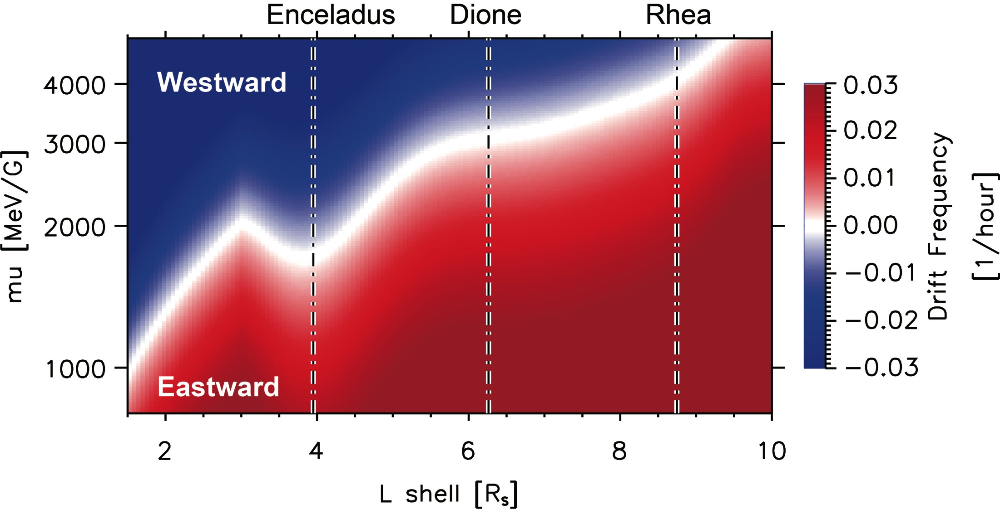 Enceladus Dione Rhea
Westward
Eastward
4000
3000
2000
1000
mu [MeV/G]
2 4 6 8 10
L shell [Rs]
0.03
0.02
0.01
0.00
−0.01
−0.02
−0.03
Drift Frequency
[1/hour]